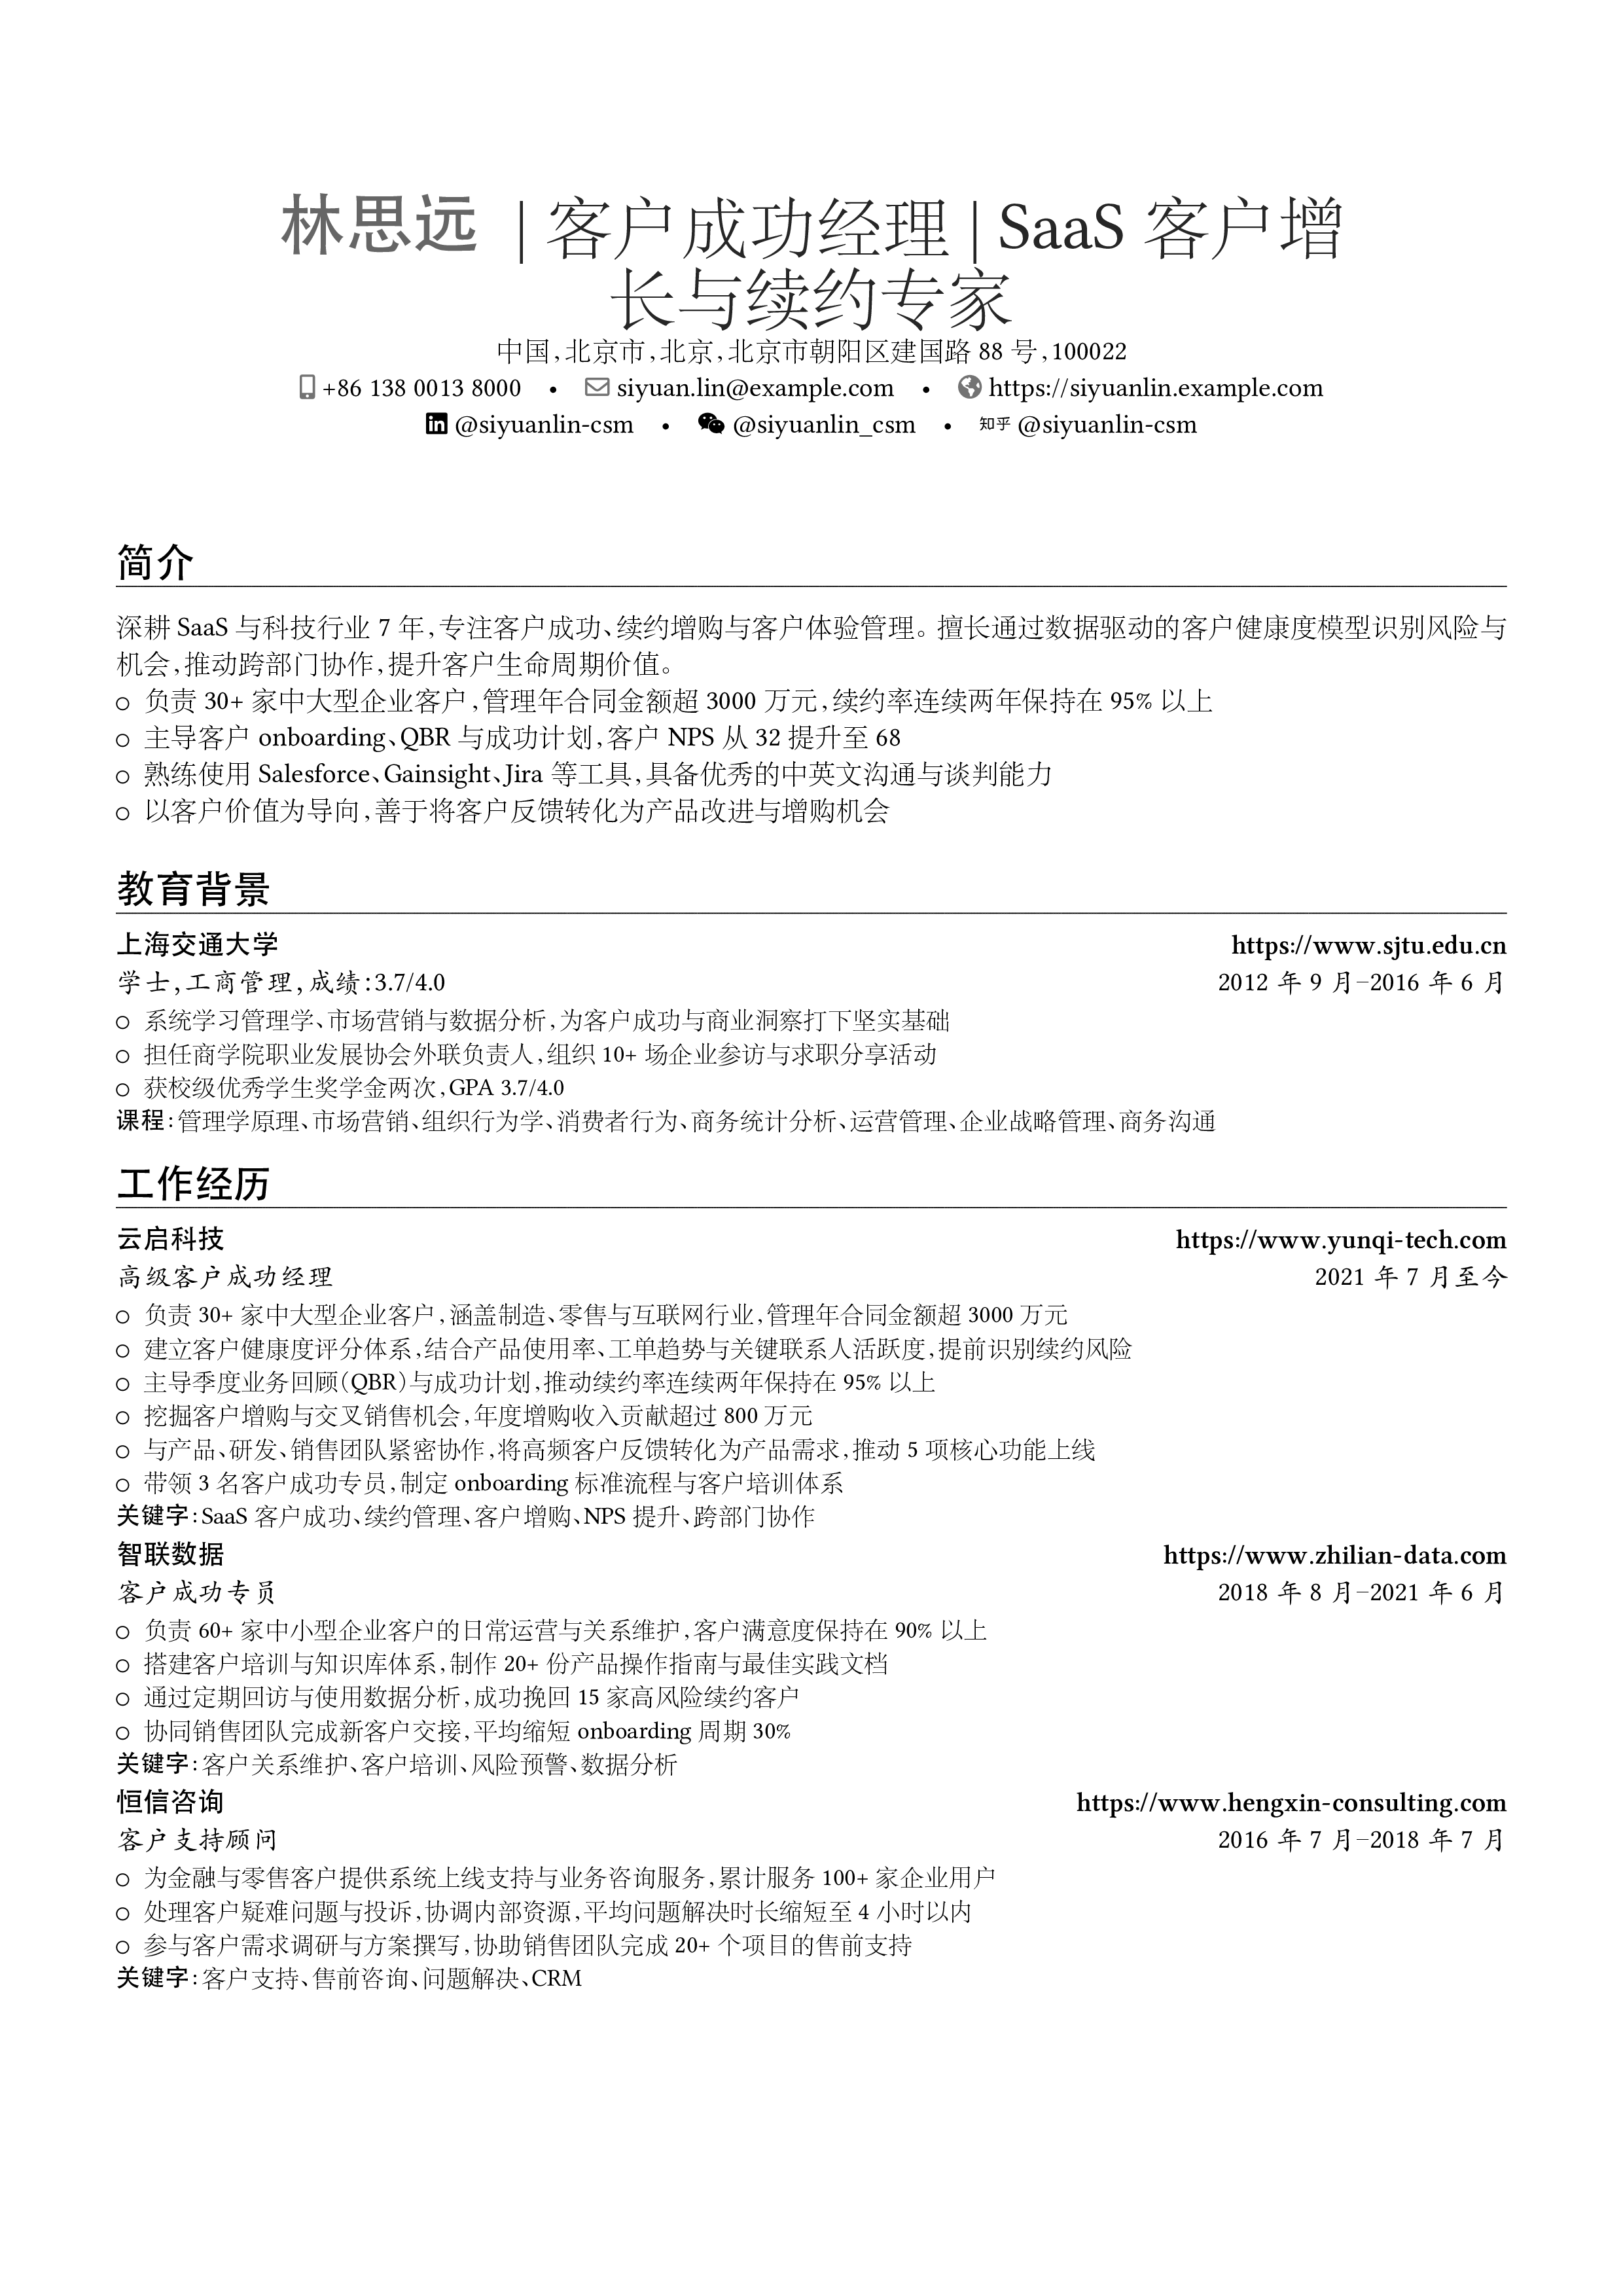 林思远 | 客户成功经理 | SaaS 客户增
长与续约专家
中国,北京市,北京,北京市朝阳区建国路 88 号,100022
+86 138 0013 8000 • siyuan.lin@example.com • https://siyuanlin.example.com
@siyuanlin-csm • @siyuanlin_csm • 知乎 @siyuanlin-csm
简介
深耕 SaaS 与科技行业 7 年,专注客户成功、续约增购与客户体验管理。擅长通过数据驱动的客户健康度模型识别风险与
机会,推动跨部门协作,提升客户生命周期价值。
○ 负责 30+ 家中大型企业客户,管理年合同金额超 3000 万元,续约率连续两年保持在 95% 以上
○ 主导客户 onboarding、QBR 与成功计划,客户 NPS 从 32 提升至 68
○ 熟练使用 Salesforce、Gainsight、Jira 等工具,具备优秀的中英文沟通与谈判能力
○ 以客户价值为导向,善于将客户反馈转化为产品改进与增购机会
教育背景
上海交通大学 https://www.sjtu.edu.cn
学士,工商管理,成绩:3.7/4.0 2012 年 9 月–2016 年 6 月
○ 系统学习管理学、市场营销与数据分析,为客户成功与商业洞察打下坚实基础
○ 担任商学院职业发展协会外联负责人,组织 10+ 场企业参访与求职分享活动
○ 获校级优秀学生奖学金两次,GPA 3.7/4.0
课程:管理学原理、市场营销、组织行为学、消费者行为、商务统计分析、运营管理、企业战略管理、商务沟通
工作经历
云启科技 https://www.yunqi-tech.com
高级客户成功经理 2021 年 7 月至今
○ 负责 30+ 家中大型企业客户,涵盖制造、零售与互联网行业,管理年合同金额超 3000 万元
○ 建立客户健康度评分体系,结合产品使用率、工单趋势与关键联系人活跃度,提前识别续约风险
○ 主导季度业务回顾(QBR)与成功计划,推动续约率连续两年保持在 95% 以上
○ 挖掘客户增购与交叉销售机会,年度增购收入贡献超过 800 万元
○ 与产品、研发、销售团队紧密协作,将高频客户反馈转化为产品需求,推动 5 项核心功能上线
○ 带领 3 名客户成功专员,制定 onboarding 标准流程与客户培训体系
关键字:SaaS 客户成功、续约管理、客户增购、NPS 提升、跨部门协作
智联数据 https://www.zhilian-data.com
客户成功专员 2018 年 8 月–2021 年 6 月
○ 负责 60+ 家中小型企业客户的日常运营与关系维护,客户满意度保持在 90% 以上
○ 搭建客户培训与知识库体系,制作 20+ 份产品操作指南与最佳实践文档
○ 通过定期回访与使用数据分析,成功挽回 15 家高风险续约客户
○ 协同销售团队完成新客户交接,平均缩短 onboarding 周期 30%
关键字:客户关系维护、客户培训、风险预警、数据分析
恒信咨询 https://www.hengxin-consulting.com
客户支持顾问 2016 年 7 月–2018 年 7 月
○ 为金融与零售客户提供系统上线支持与业务咨询服务,累计服务 100+ 家企业用户
○ 处理客户疑难问题与投诉,协调内部资源,平均问题解决时长缩短至 4 小时以内
○ 参与客户需求调研与方案撰写,协助销售团队完成 20+ 个项目的售前支持
关键字:客户支持、售前咨询、问题解决、CRM